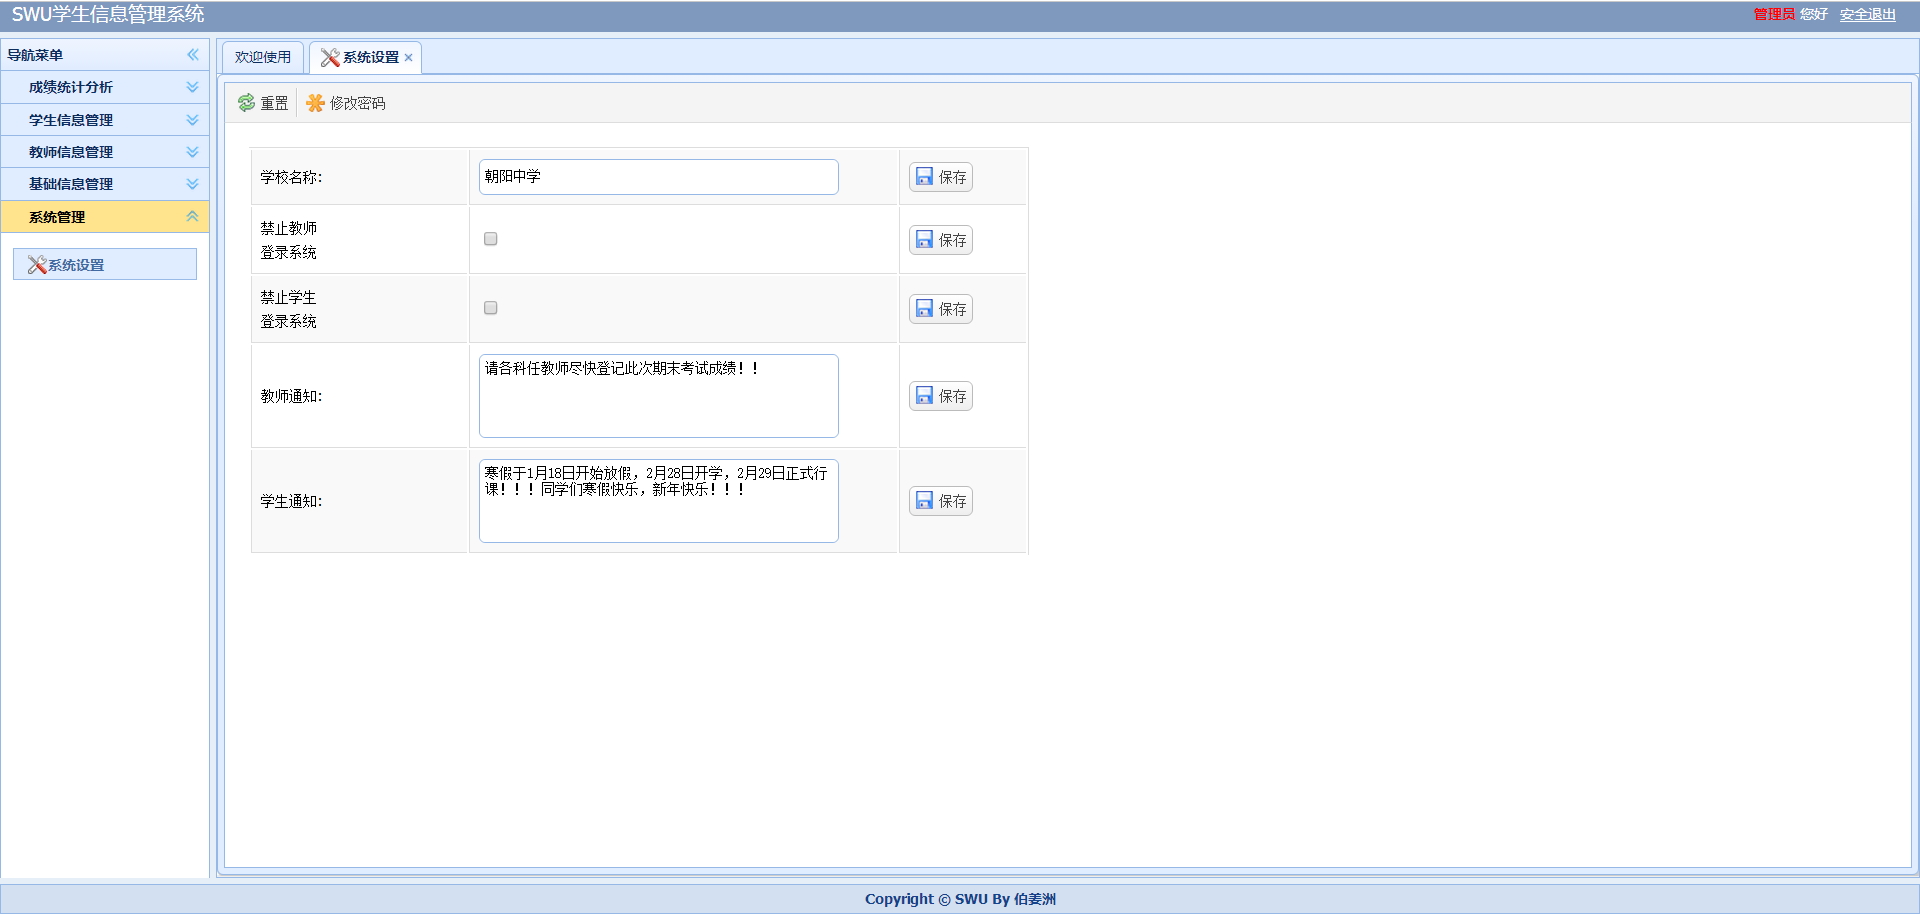 SWU学生信息管理系统
管理员 您好 安全退出
导航菜单
成绩统计分析
学生信息管理
教师信息管理
基础信息管理
系统管理
系统设置
欢迎使用
系统设置
重置
修改密码
学校名称:
朝阳中学
保存
禁止教师
登录系统
保存
禁止学生
登录系统
保存
教师通知:
请各科任教师尽快登记此次期末考试成绩！！
保存
学生通知:
寒假于1月18日开始放假，2月28日开学，2月29日正式行
课！！！同学们寒假快乐，新年快乐！！！
保存
Copyright © SWU By 伯姜洲